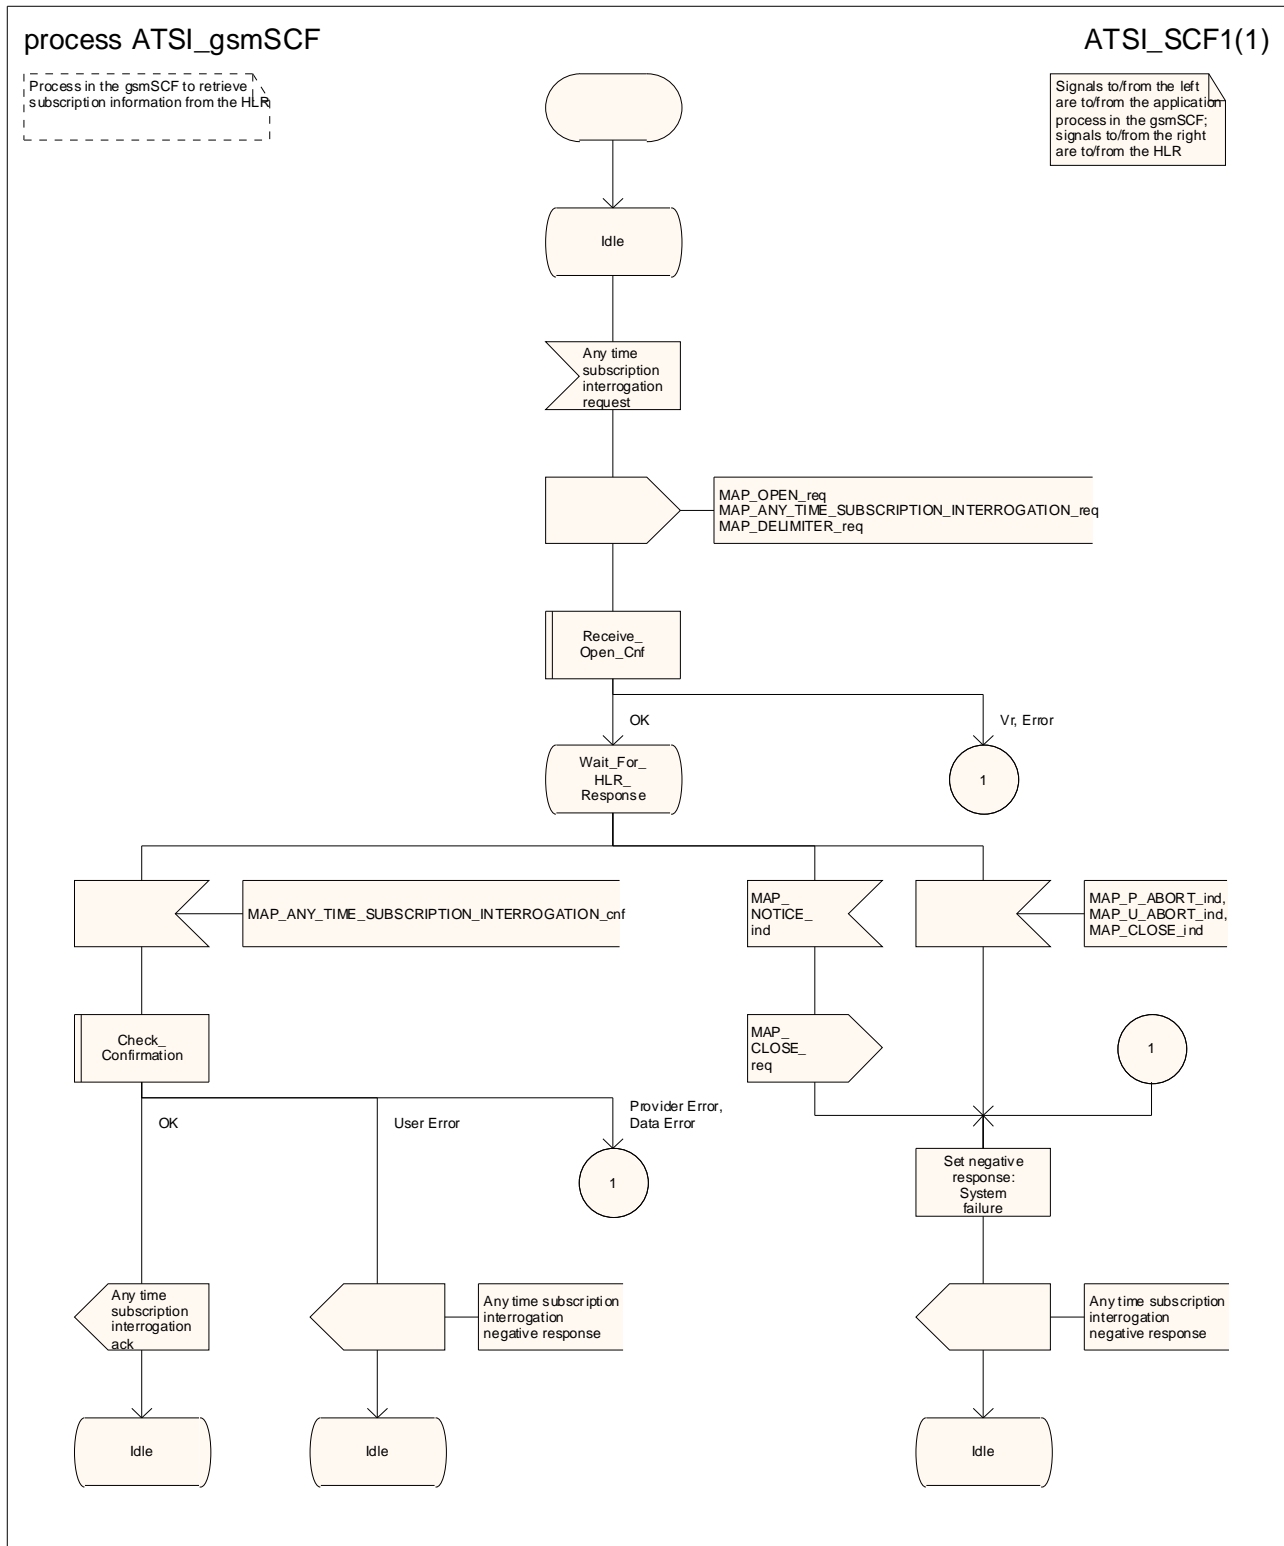 process ATSI_gsmSCF
ATSI_SCF1(1)
Process in the gsmSCF to retrieve
subscription information from the HLR
Signals to/from the left
are to/from the application
process in the gsmSCF;
signals to/from the right
are to/from the HLR
Idle
Any time
subscription
interrogation
request
MAP_OPEN_req
MAP_ANY_TIME_SUBSCRIPTION_INTERROGATION_req
MAP_DELIMITER_req
Receive_
Open_Cnf
OK
Vr, Error
Wait_For_
HLR_
Response
1
MAP_ANY_TIME_SUBSCRIPTION_INTERROGATION_cnf
MAP_
NOTICE_
ind
MAP_P_ABORT_ind,
MAP_U_ABORT_ind,
MAP_CLOSE_ind
Check_
Confirmation
MAP_
CLOSE_
req
1
OK
User Error
Provider Error,
Data Error
1
Set negative
response:
System
failure
Any time
subscription
interrogation
ack
Any time subscription
interrogation
negative response
Any time subscription
interrogation
negative response
Idle
Idle
Idle